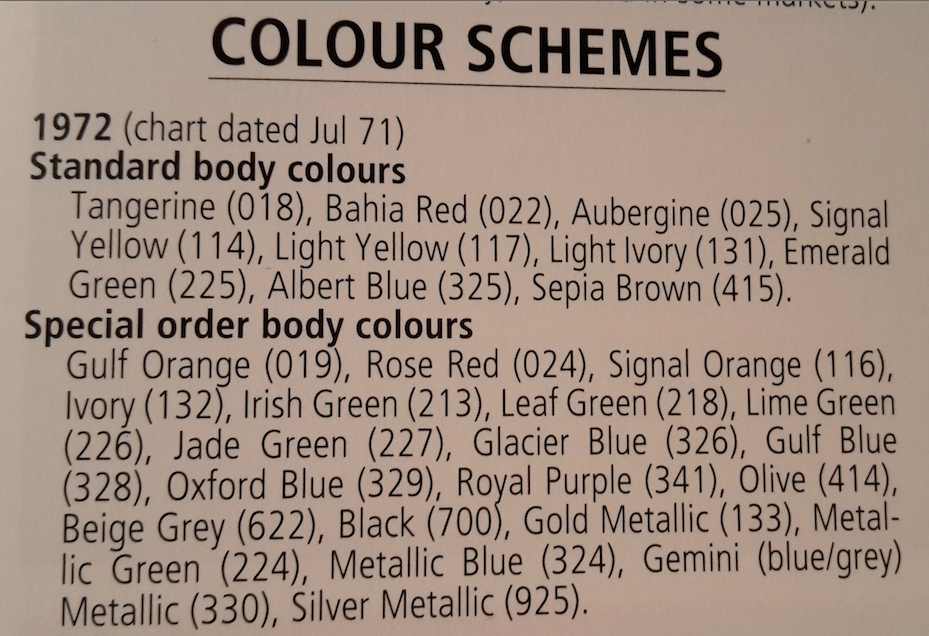 markets).
COLOUR SCHEMES
1972 (chart dated Jul 71)
Standard body colours
Tangerine (018), Bahia Red (022), Aubergine (025), Signal
Yellow (114), Light Yellow (117), Light Ivory (131), Emerald
Green (225), Albert Blue (325), Sepia Brown (415).
Special order body colours
Gulf Orange (019), Rose Red (024), Signal Orange (116),
Ivory (132), Irish Green (213), Leaf Green (218), Lime Green
(226), Jade Green (227), Glacier Blue (326), Gulf Blue
(328), Oxford Blue (329), Royal Purple (341), Olive (414),
Beige Grey (622), Black (700), Gold Metallic (133), Metal-
lic Green (224), Metallic Blue (324), Gemini (blue/grey)
Metallic (330), Silver Metallic (925).